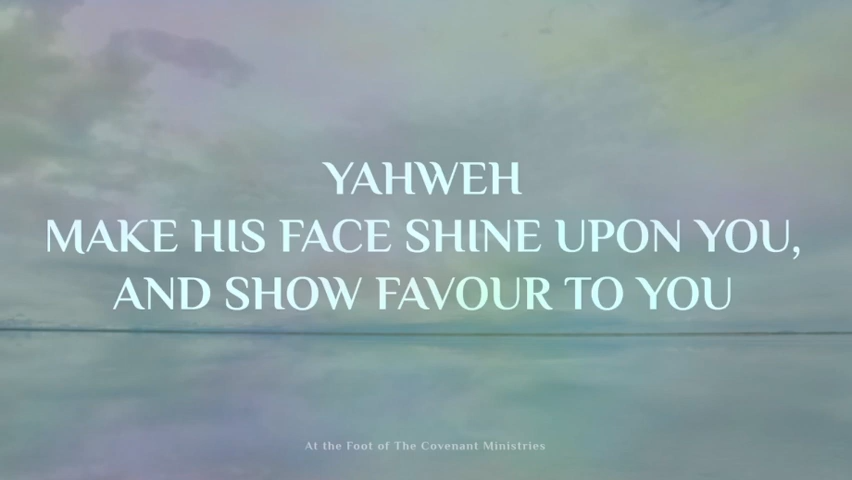 YAHWEH
MAKE HIS FACE SHINE UPON YOU,
AND SHOW FAVOUR TO YOU
At the Foot of The Covenant Ministries